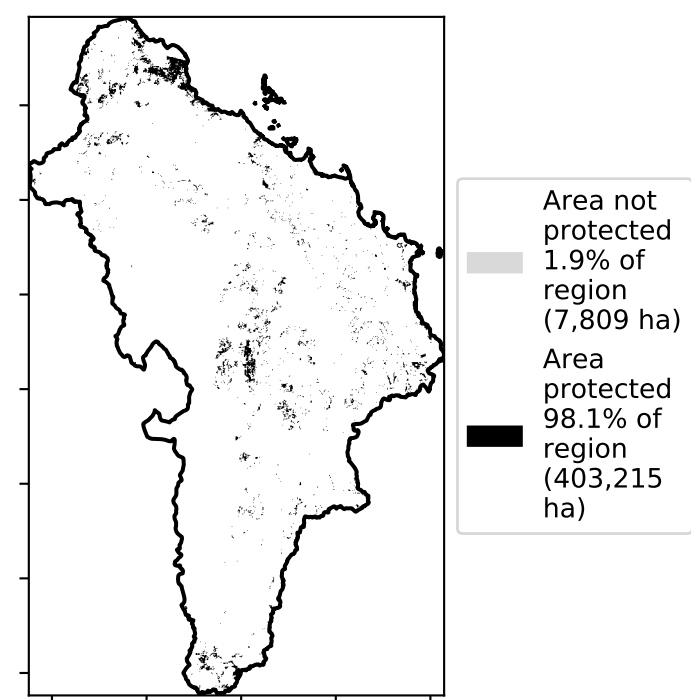 Area not
protected
1.9% of
region
(7,809 ha)
Area
protected
98.1% of
region
(403,215
ha)